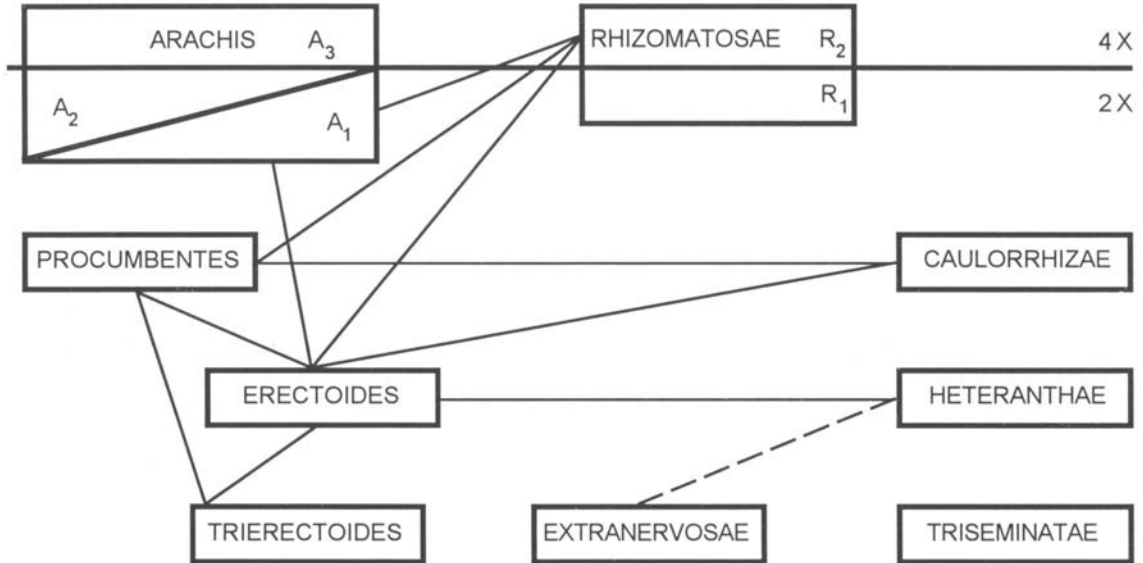 ARACHIS A3 RHIZOMATOSAE R2 4X
A2 A1 R1 2X
PROCUMBENTES CAULORRHIZAE
ERECTOIDES HETERANTHAE
TRIERECTOIDES EXTRANERVOSAE TRISEMINATAE